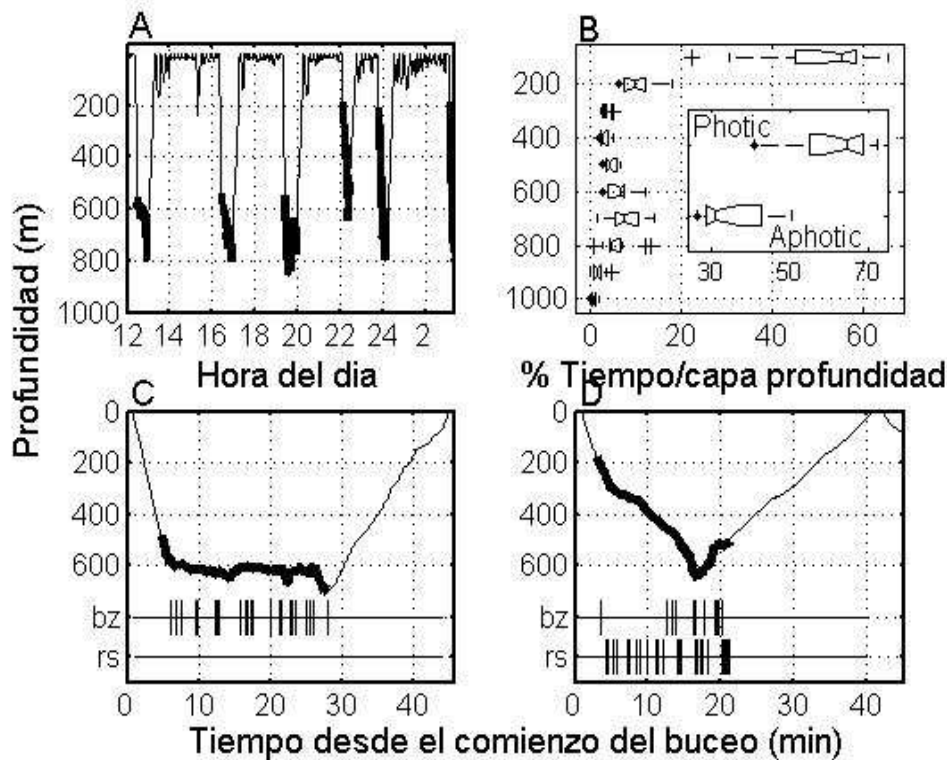 A
B
200
400
600
800
1000
12 14 16 18 20 22 24 2
Hora del dia
Profundidad (m)
200
400
600
800
1000
0 20 40 60
% Tiempo/capa profundidad
Photic
Aphotic
30 50 70
C
D
0
200
400
600
bz
rs
0 10 20 30 40
0
200
400
600
bz
rs
0 10 20 30 40
Tiempo desde el comienzo del buceo (min)